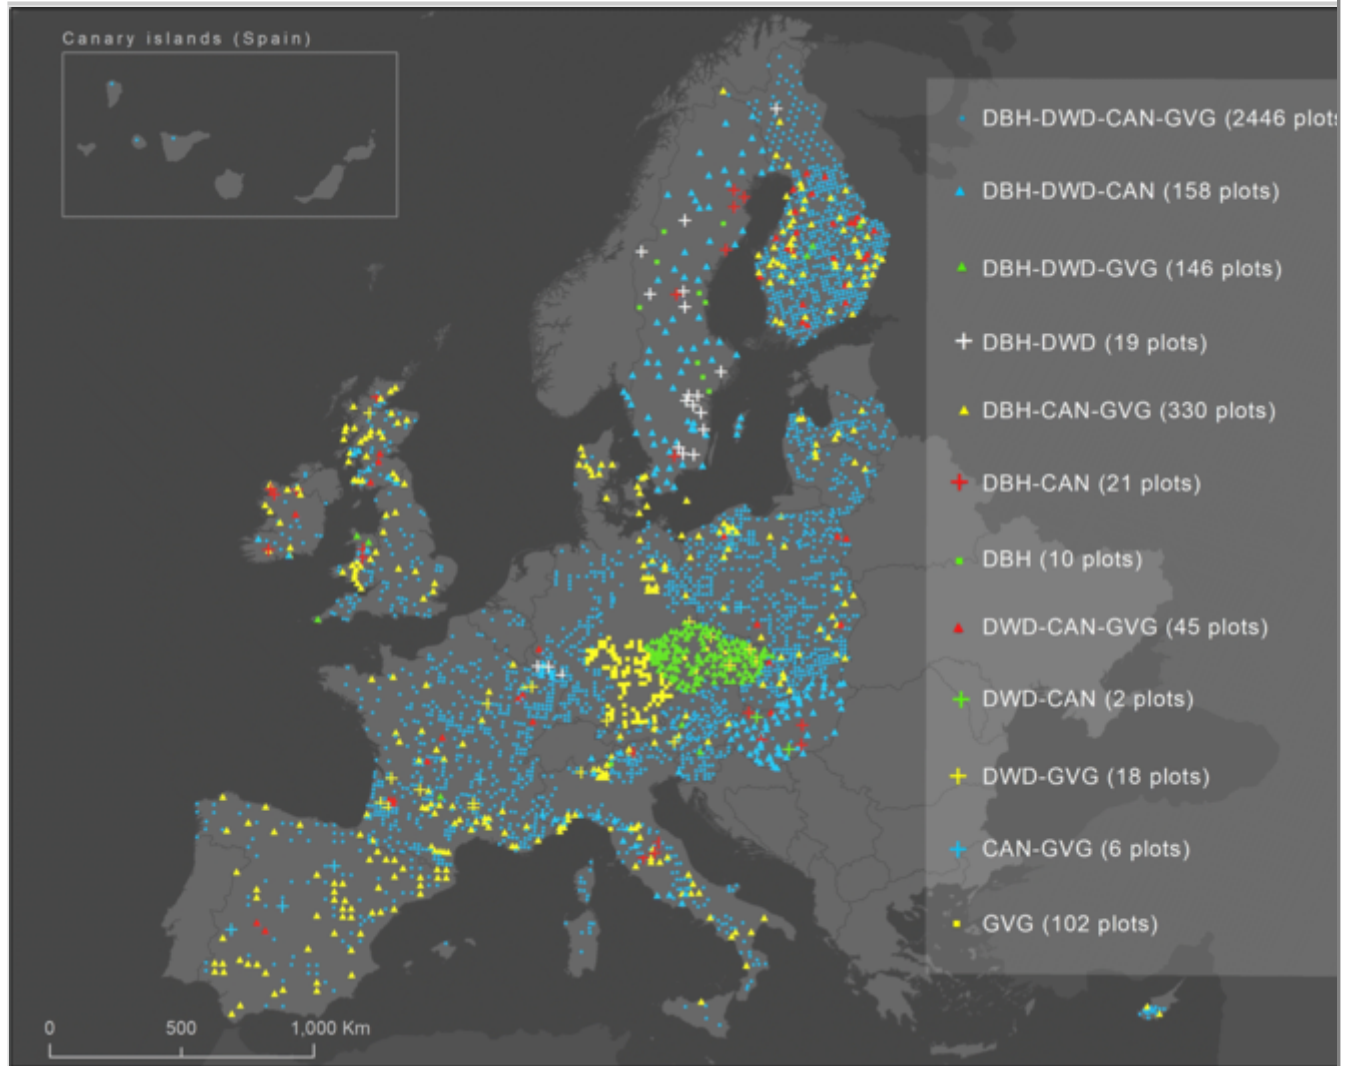 Canary islands (Spain)
DBH-DWD-CAN-GVG (2446 plots
DBH-DWD-CAN (158 plots)
DBH-DWD-GVG (146 plots)
DBH-DWD (19 plots)
DBH-CAN-GVG (330 plots)
DBH-CAN (21 plots)
DBH (10 plots)
DWD-CAN-GVG (45 plots)
DWD-CAN (2 plots)
DWD-GVG (18 plots)
CAN-GVG (6 plots)
GVG (102 plots)
0 500 1,000 Km